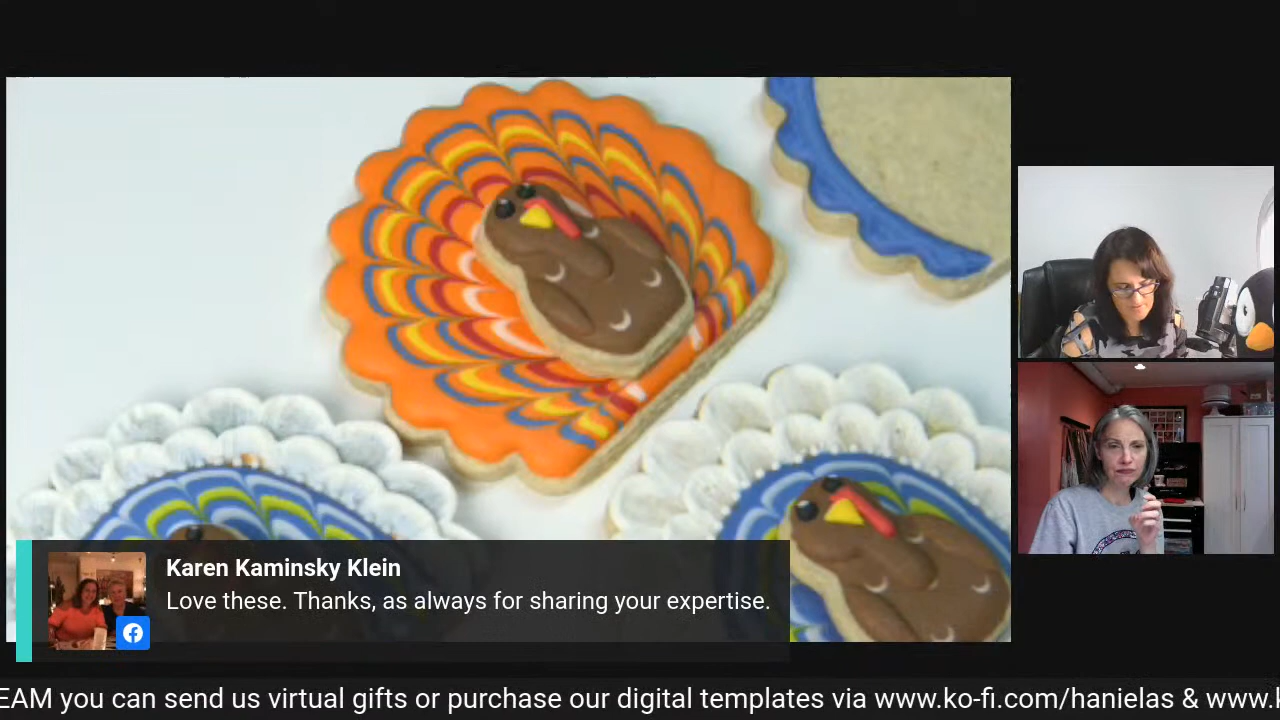 Karen Kaminsky Klein
Love these. Thanks, as always for sharing your expertise.
EAM you can send us virtual gifts or purchase our digital templates via www.ko-fi.com/hanielas & www.